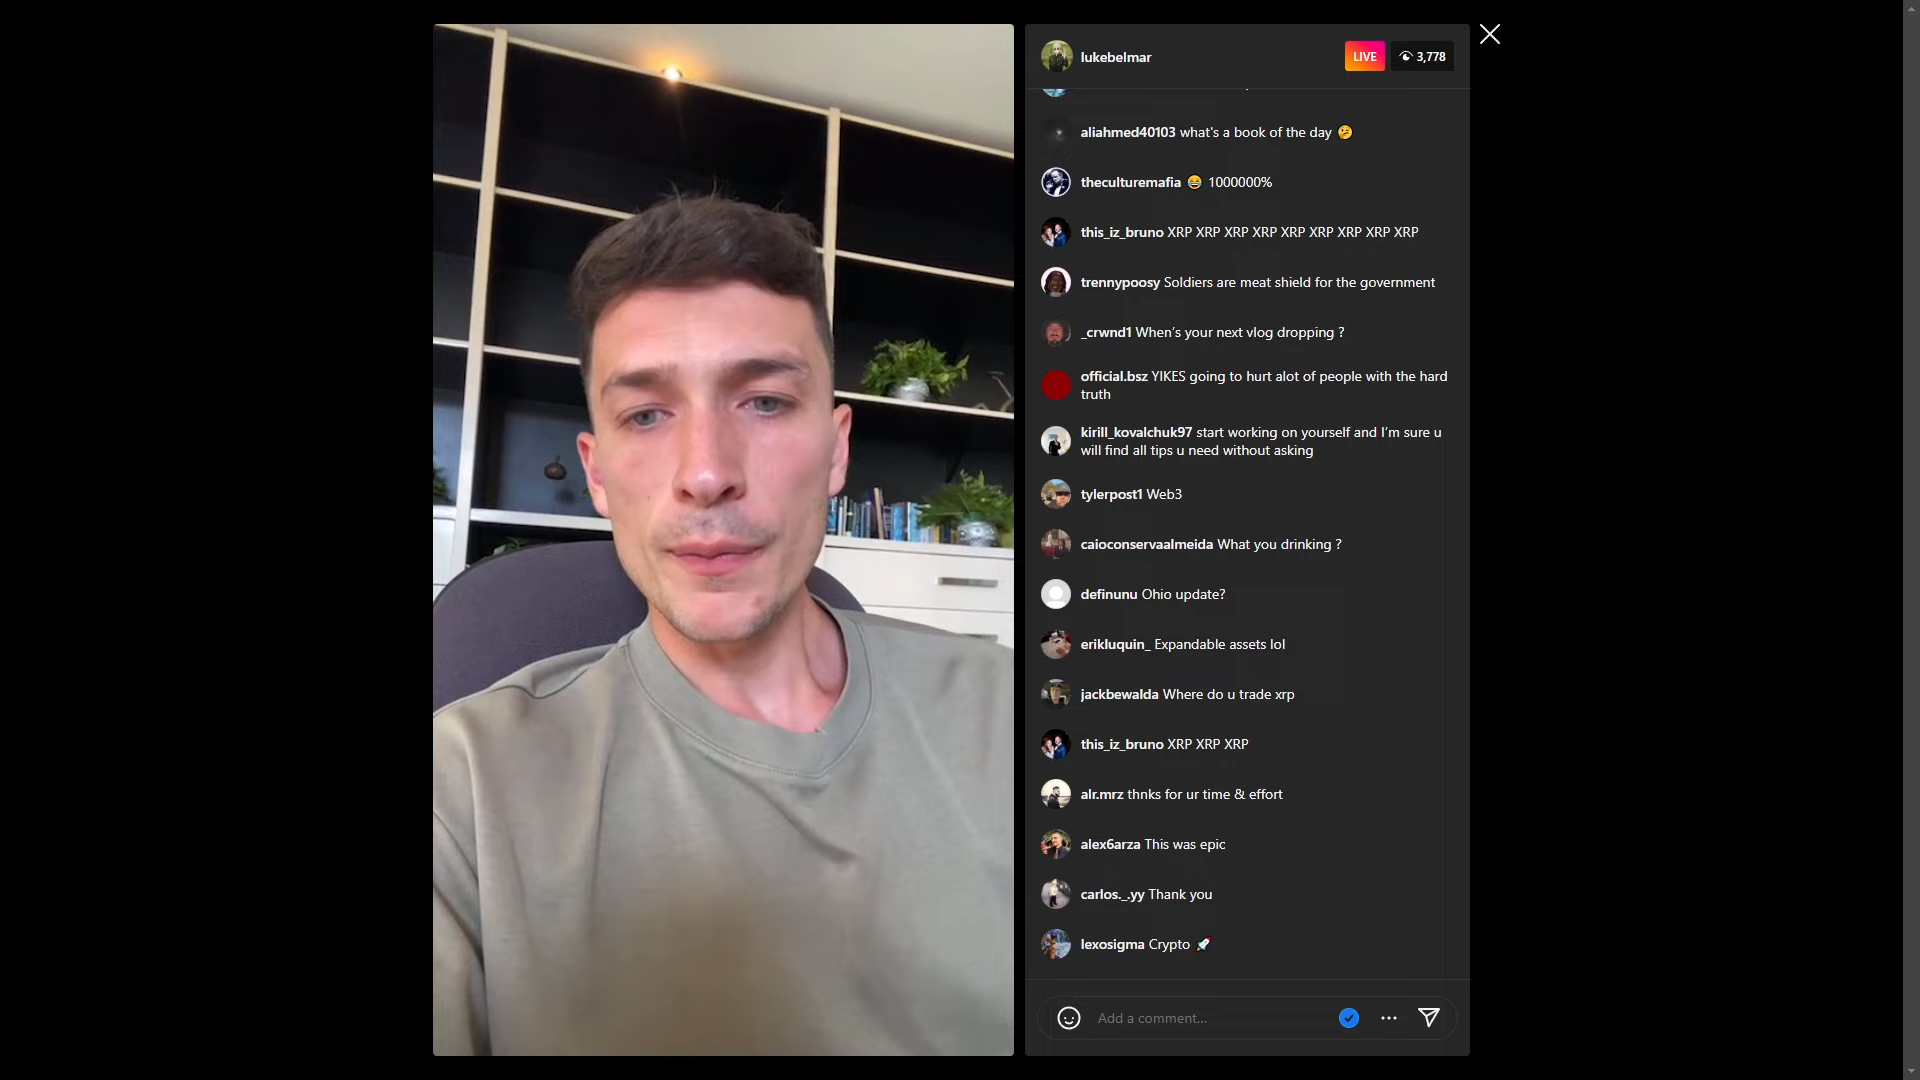 lukebelmar
LIVE
3,778
aliahmed40103 what's a book of the day 🤔
theculturemafia 😂 1000000%
this_iz_bruno XRP XRP XRP XRP XRP XRP XRP XRP XRP
trennypoosy Soldiers are meat shield for the government
_crwnd1 When’s your next vlog dropping ?
official.bsz YIKES going to hurt alot of people with the hard
truth
kirill_kovalchuk97 start working on yourself and I’m sure u
will find all tips u need without asking
tylerpost1 Web3
caioconservaalmeida What you drinking ?
definunu Ohio update?
erikluquin_ Expandable assets lol
jackbewalda Where do u trade xrp
this_iz_bruno XRP XRP XRP
alr.mrz thnks for ur time & effort
alex6arza This was epic
carlos._.yy Thank you
lexosigma Crypto 🚀
Add a comment...